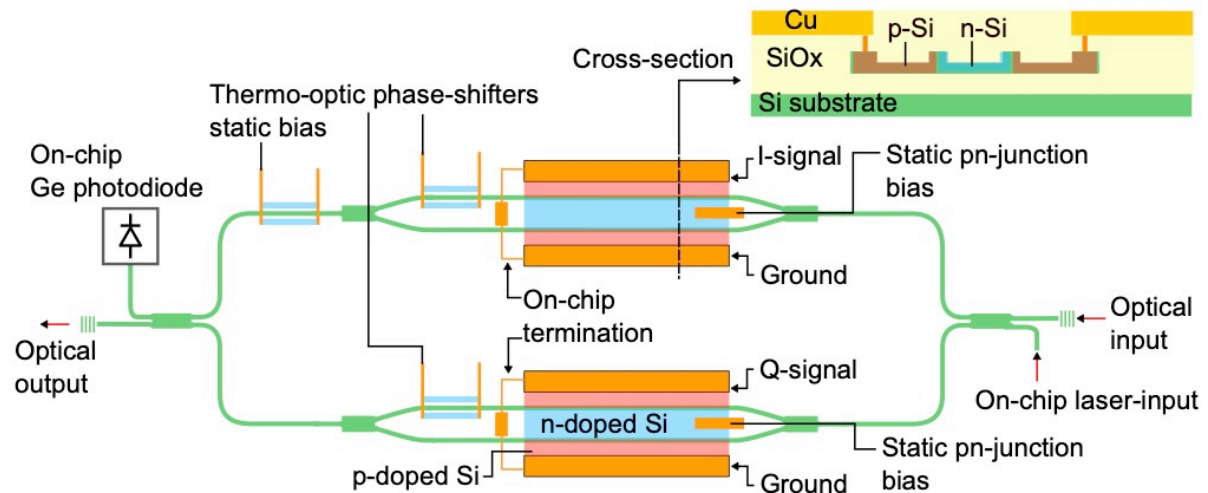 Cu
p-Si
n-Si
SiOx
Si substrate
Cross-section
Thermo-optic phase-shifters
static bias
On-chip
Ge photodiode
I-signal
Static pn-junction
bias
Ground
On-chip
termination
Optical
output
Optical
input
Q-signal
On-chip laser-input
n-doped Si
p-doped Si
Static pn-junction
bias
Ground